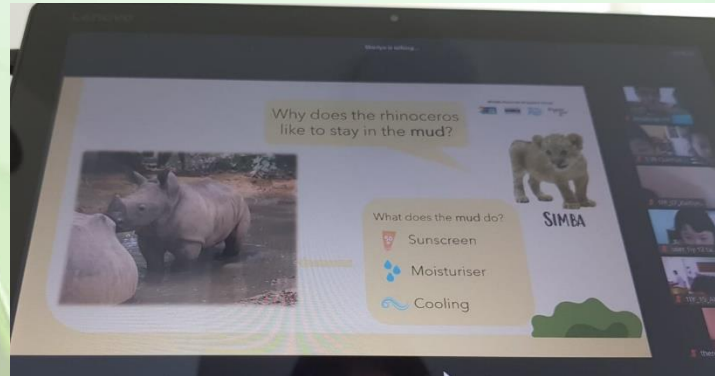 Lenovo
Why does the rhinoceros
like to stay in the mud?
SIMBA
What does the mud do?
Sunscreen
Moisturiser
Cooling